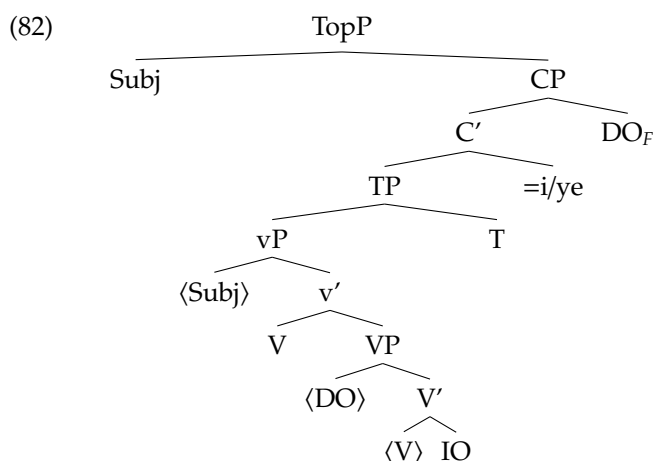 (82) TopP
Subj CP
C’ DO_F
TP =i/ye
vP T
⟨Subj⟩ v’
V VP
⟨DO⟩ V’
⟨V⟩ IO